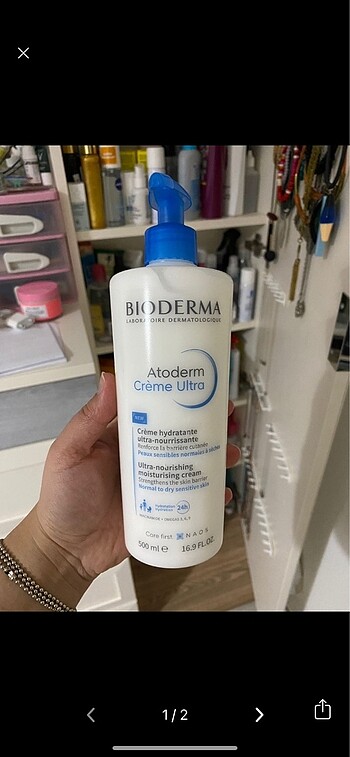 BIODERMA
LABORATOIRE DERMATOLOGIQUE
Atoderm
Crème Ultra
NEW
Crème hydratante
ultra-nourrissante
Renforce la barrière cutanée
Peaux sensibles normales à sèches
Ultra-nourishing
moisturising cream
Strengthens the skin barrier
Normal to dry sensitive skin
Hydratation
24h
Care first NAOS
500 ml e 16.9 FL.OZ.
1/2